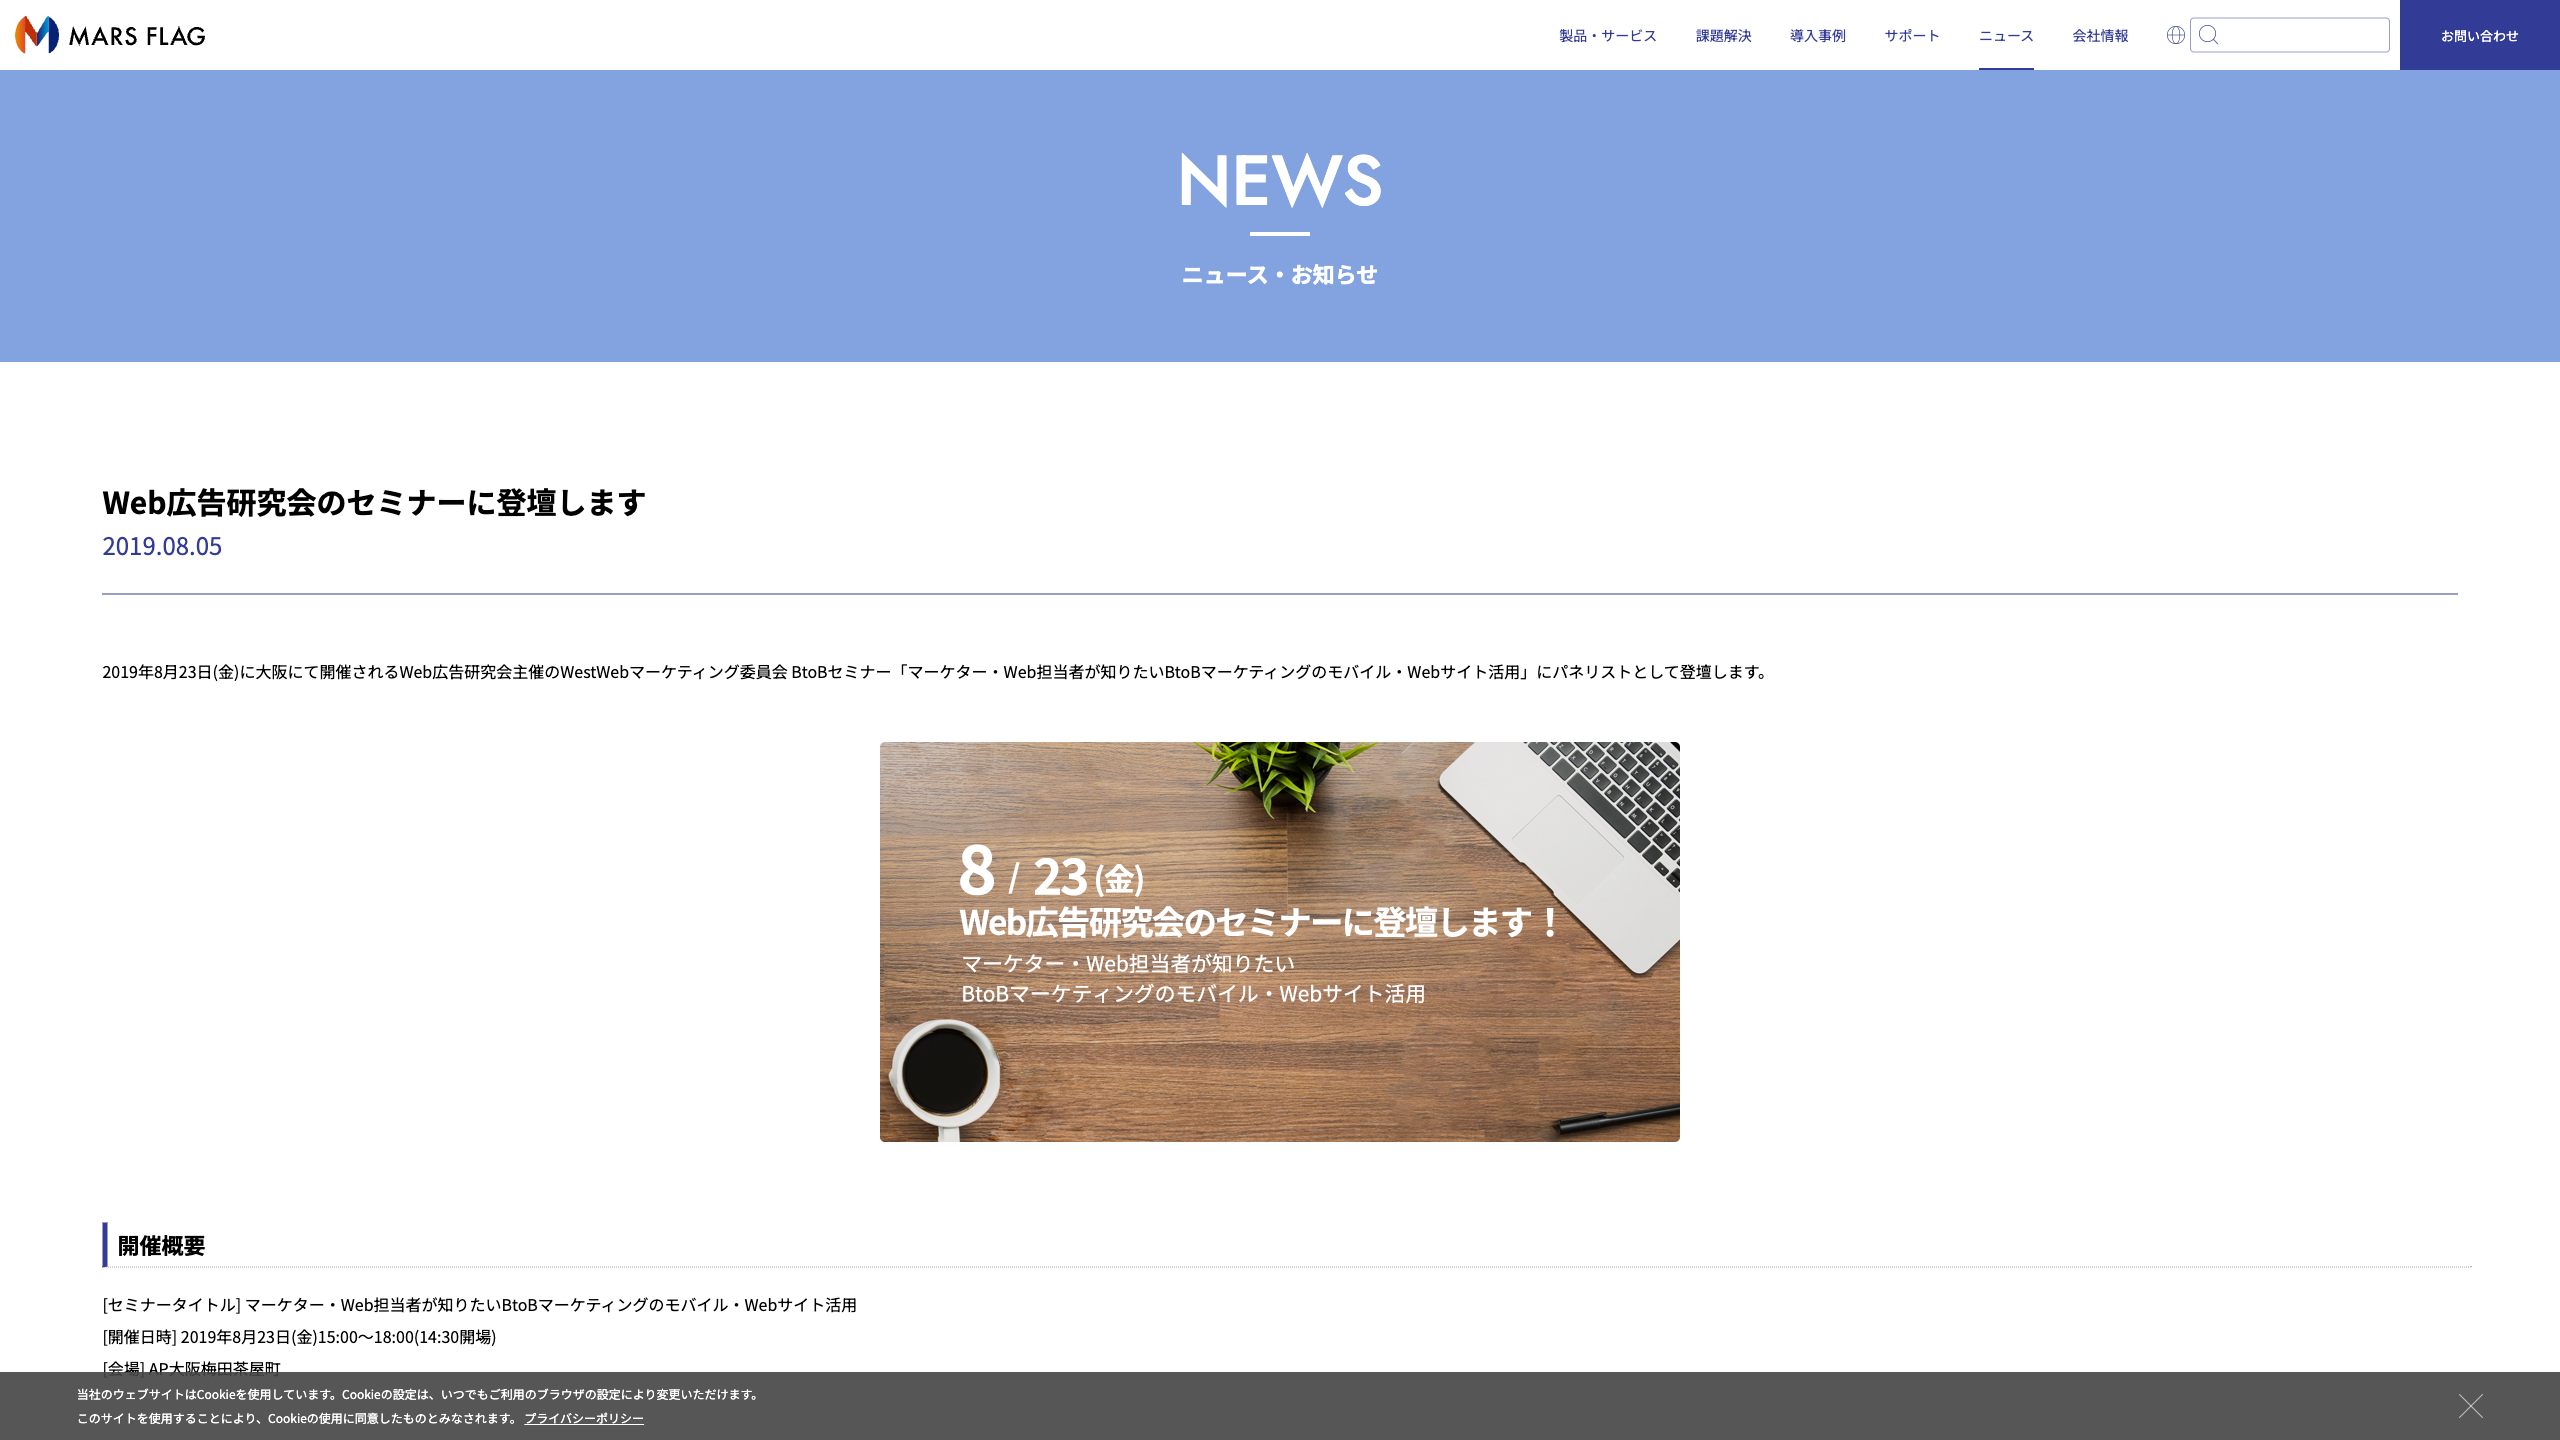 MARS FLAG
製品・サービス
課題解決
導入事例
サポート
ニュース
会社情報
お問い合わせ
NEWS
ニュース・お知らせ
Web広告研究会のセミナーに登壇します
2019.08.05
2019年8月23日(金)に大阪にて開催されるWeb広告研究会主催のWestWebマーケティング委員会 BtoBセミナー「マーケター・Web担当者が知りたいBtoBマーケティングのモバイル・Webサイト活用」にパネリストとして登壇します。
8 / 23 (金)
Web広告研究会のセミナーに登壇します！
マーケター・Web担当者が知りたい
BtoBマーケティングのモバイル・Webサイト活用
開催概要
[セミナータイトル] マーケター・Web担当者が知りたいBtoBマーケティングのモバイル・Webサイト活用
[開催日時] 2019年8月23日(金)15:00〜18:00(14:30開場)
[会場] AP大阪梅田茶屋町
当社のウェブサイトはCookieを使用しています。Cookieの設定は、いつでもご利用のブラウザの設定により変更いただけます。
このサイトを使用することにより、Cookieの使用に同意したものとみなされます。 プライバシーポリシー